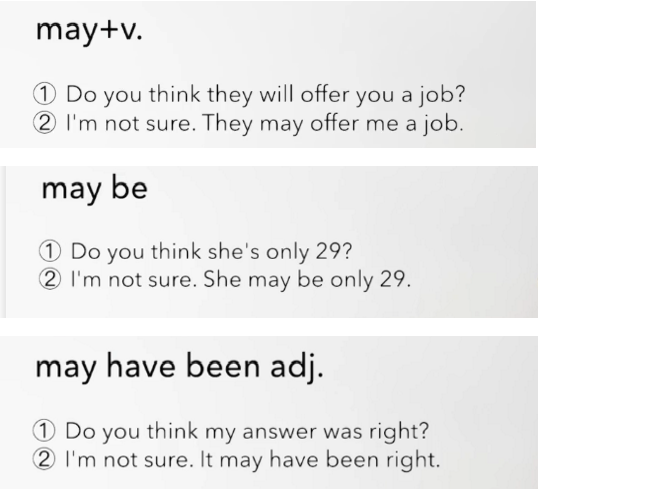 may+v.
① Do you think they will offer you a job?
② I'm not sure. They may offer me a job.
may be
① Do you think she's only 29?
② I'm not sure. She may be only 29.
may have been adj.
① Do you think my answer was right?
② I'm not sure. It may have been right.